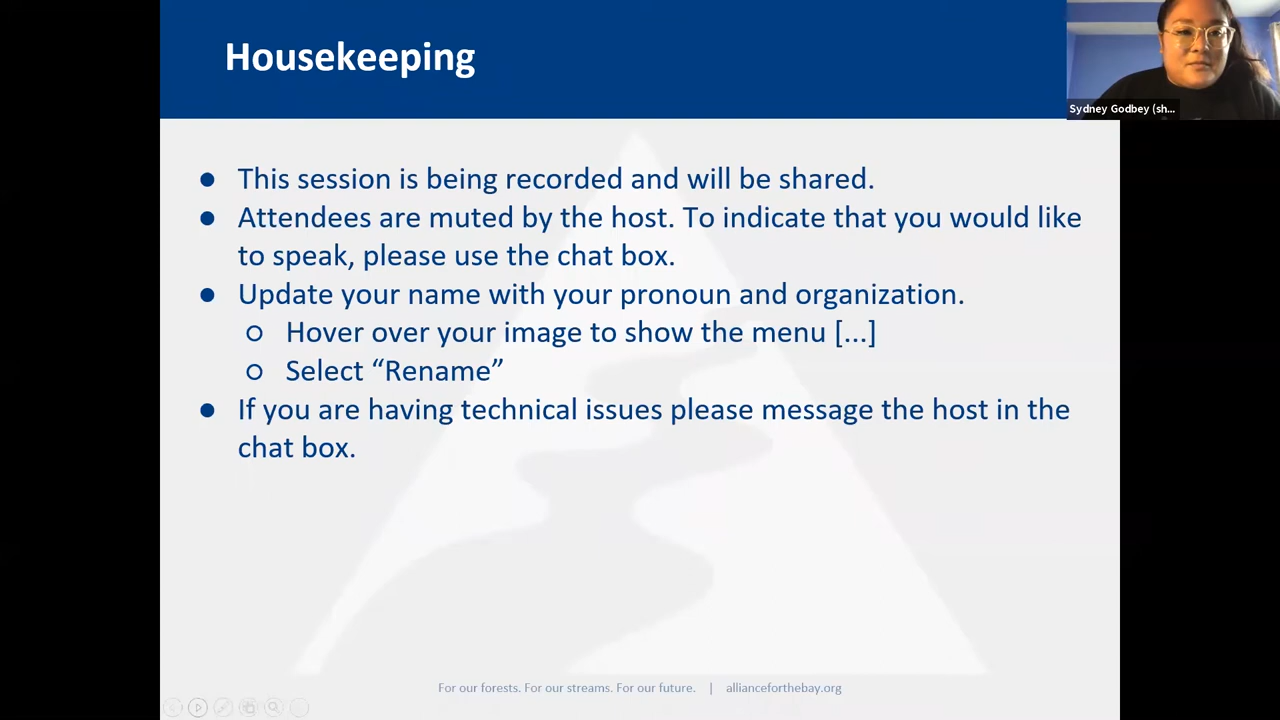 Housekeeping
Sydney Godbey (sh...
● This session is being recorded and will be shared.
● Attendees are muted by the host. To indicate that you would like
to speak, please use the chat box.
● Update your name with your pronoun and organization.
○ Hover over your image to show the menu [...]
○ Select “Rename”
● If you are having technical issues please message the host in the
chat box.
For our forests. For our streams. For our future. | allianceforthebay.org